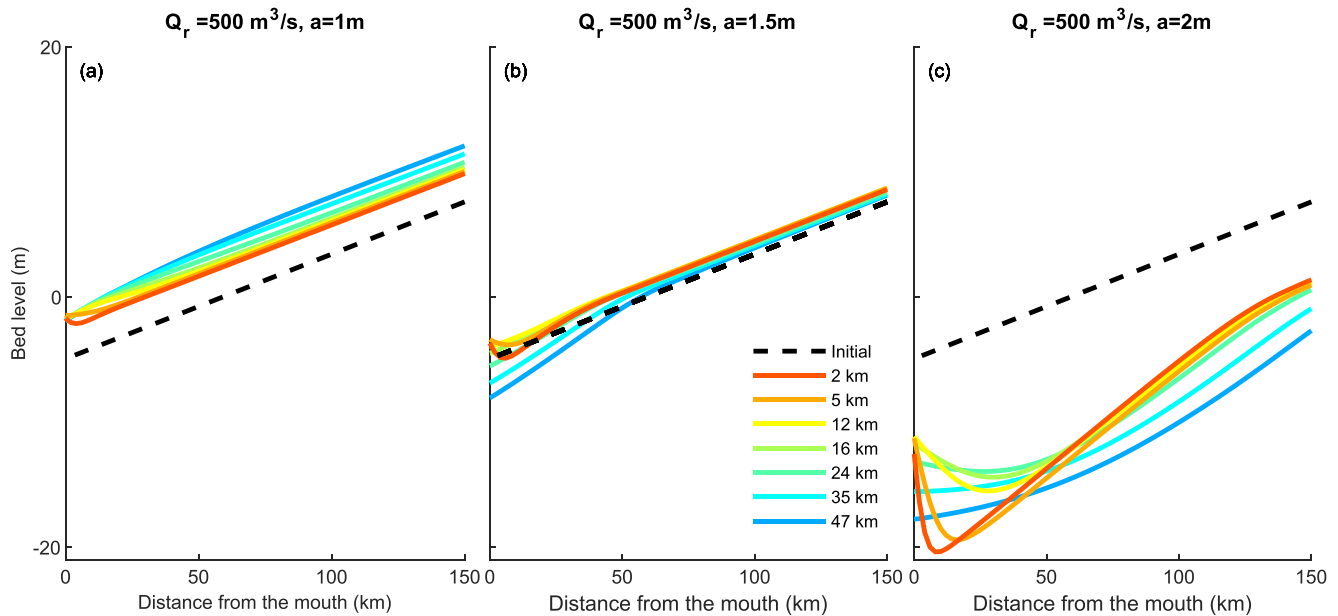 Q_r =500 m^3/s, a=1m
Q_r =500 m^3/s, a=1.5m
Q_r =500 m^3/s, a=2m
20
(a)
(b)
(c)
0
-20
Bed level (m)
Initial
2 km
5 km
12 km
16 km
24 km
35 km
47 km
0 50 100 150
0 50 100 150
0 50 100 150
Distance from the mouth (km)
Distance from the mouth (km)
Distance from the mouth (km)